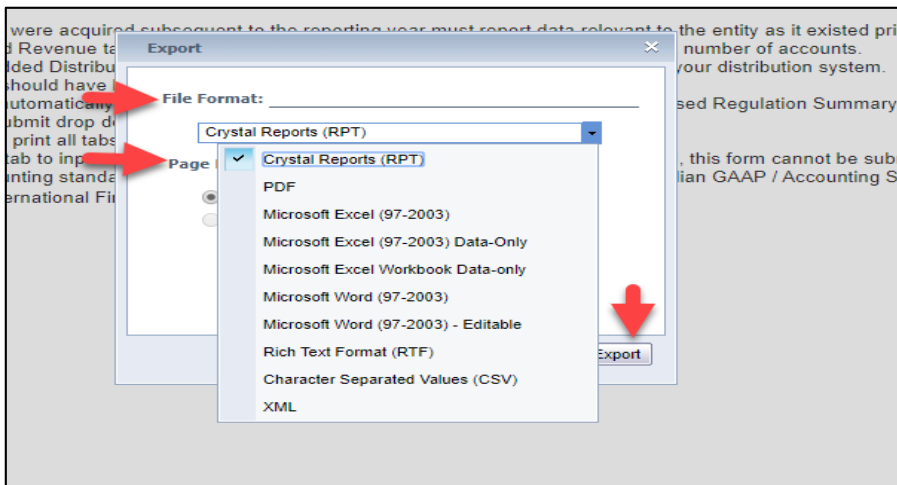 were acquired subsequent to the reporting year must report data relevant to the entity as it existed pri
d Revenue ta
number of accounts.
Export
dded Distribu
your distribution system.
should have
File Format:
automatically
sed Regulation Summary
ubmit drop d
Crystal Reports (RPT)
print all tabs
tab to inp
Page
Crystal Reports (RPT)
, this form cannot be sub
nting standa
PDF
lian GAAP / Accounting S
ernational Fi
Microsoft Excel (97-2003)
Microsoft Excel (97-2003) Data-Only
Microsoft Excel Workbook Data-only
Microsoft Word (97-2003)
Microsoft Word (97-2003) - Editable
Rich Text Format (RTF)
Export
Character Separated Values (CSV)
XML